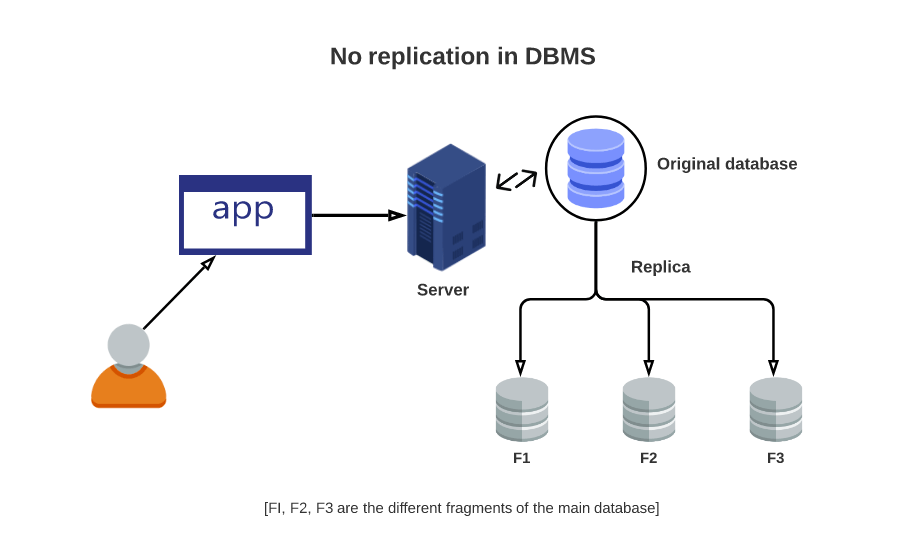 No replication in DBMS
Original database
app
Replica
Server
F1
F2
F3
[FI, F2, F3 are the different fragments of the main database]